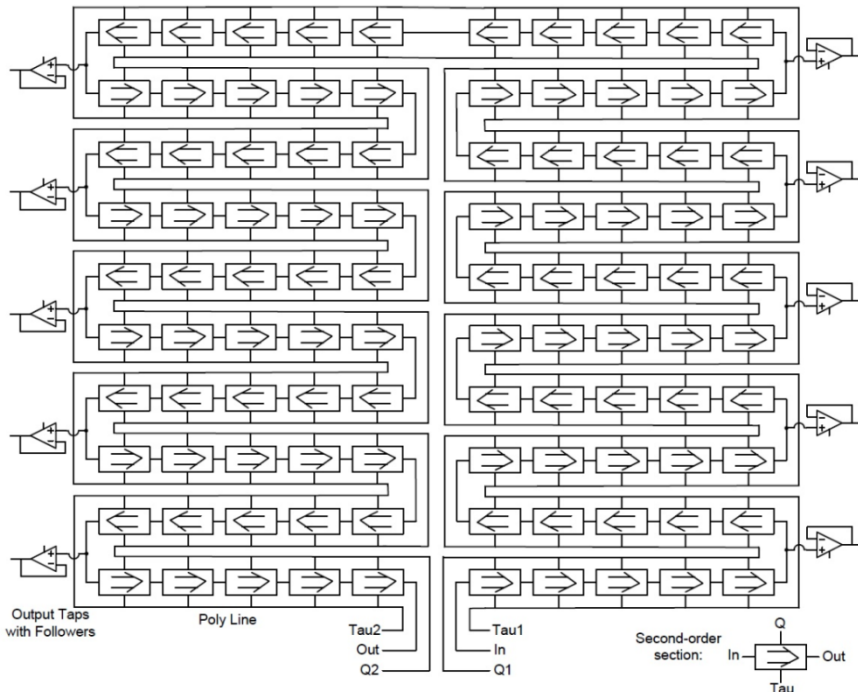 Output Taps
with Followers
Poly Line
Tau2
Out
Q2
Tau1
In
Q1
Second-order
section:
Q
In
Out
Tau